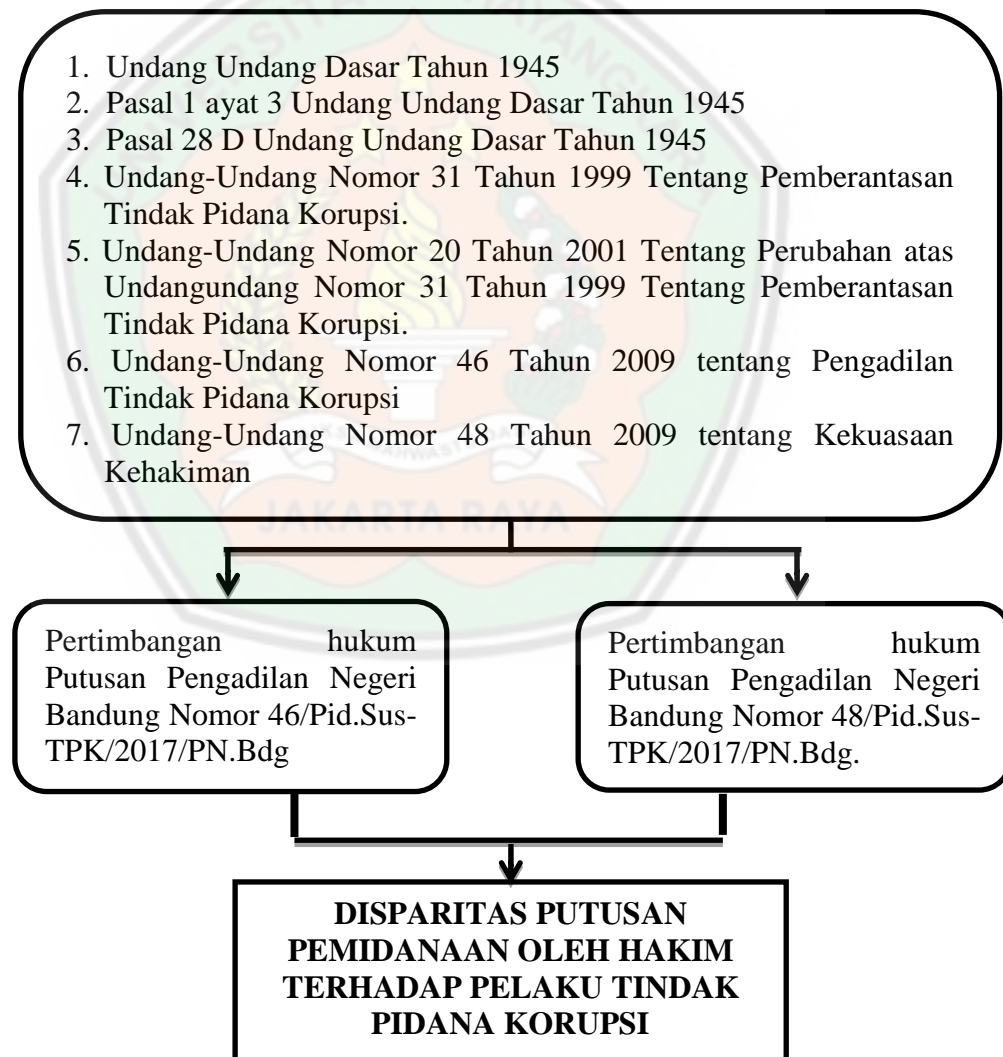 1. Undang Undang Dasar Tahun 1945
2. Pasal 1 ayat 3 Undang Undang Dasar Tahun 1945
3. Pasal 28 D Undang Undang Dasar Tahun 1945
4. Undang-Undang Nomor 31 Tahun 1999 Tentang Pemberantasan
Tindak Pidana Korupsi.
5. Undang-Undang Nomor 20 Tahun 2001 Tentang Perubahan atas
Undangundang Nomor 31 Tahun 1999 Tentang Pemberantasan
Tindak Pidana Korupsi.
6. Undang-Undang Nomor 46 Tahun 2009 tentang Pengadilan
Tindak Pidana Korupsi
7. Undang-Undang Nomor 48 Tahun 2009 tentang Kekuasaan
Kehakiman
JAKARTA RAYA
Pertimbangan hukum
Putusan Pengadilan Negeri
Bandung Nomor 46/Pid.Sus-
TPK/2017/PN.Bdg
Pertimbangan hukum
Putusan Pengadilan Negeri
Bandung Nomor 48/Pid.Sus-
TPK/2017/PN.Bdg.
DISPARITAS PUTUSAN
PEMIDANAAN OLEH HAKIM
TERHADAP PELAKU TINDAK
PIDANA KORUPSI